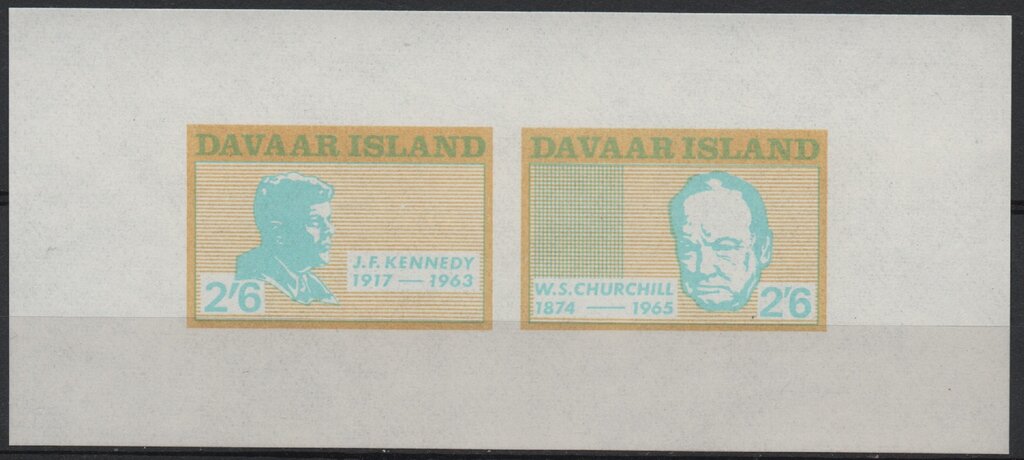 DAVAAR ISLAND
J.F. KENNEDY
1917 — 1963
2'6
DAVAAR ISLAND
W.S. CHURCHILL
1874 — 1965
2'6